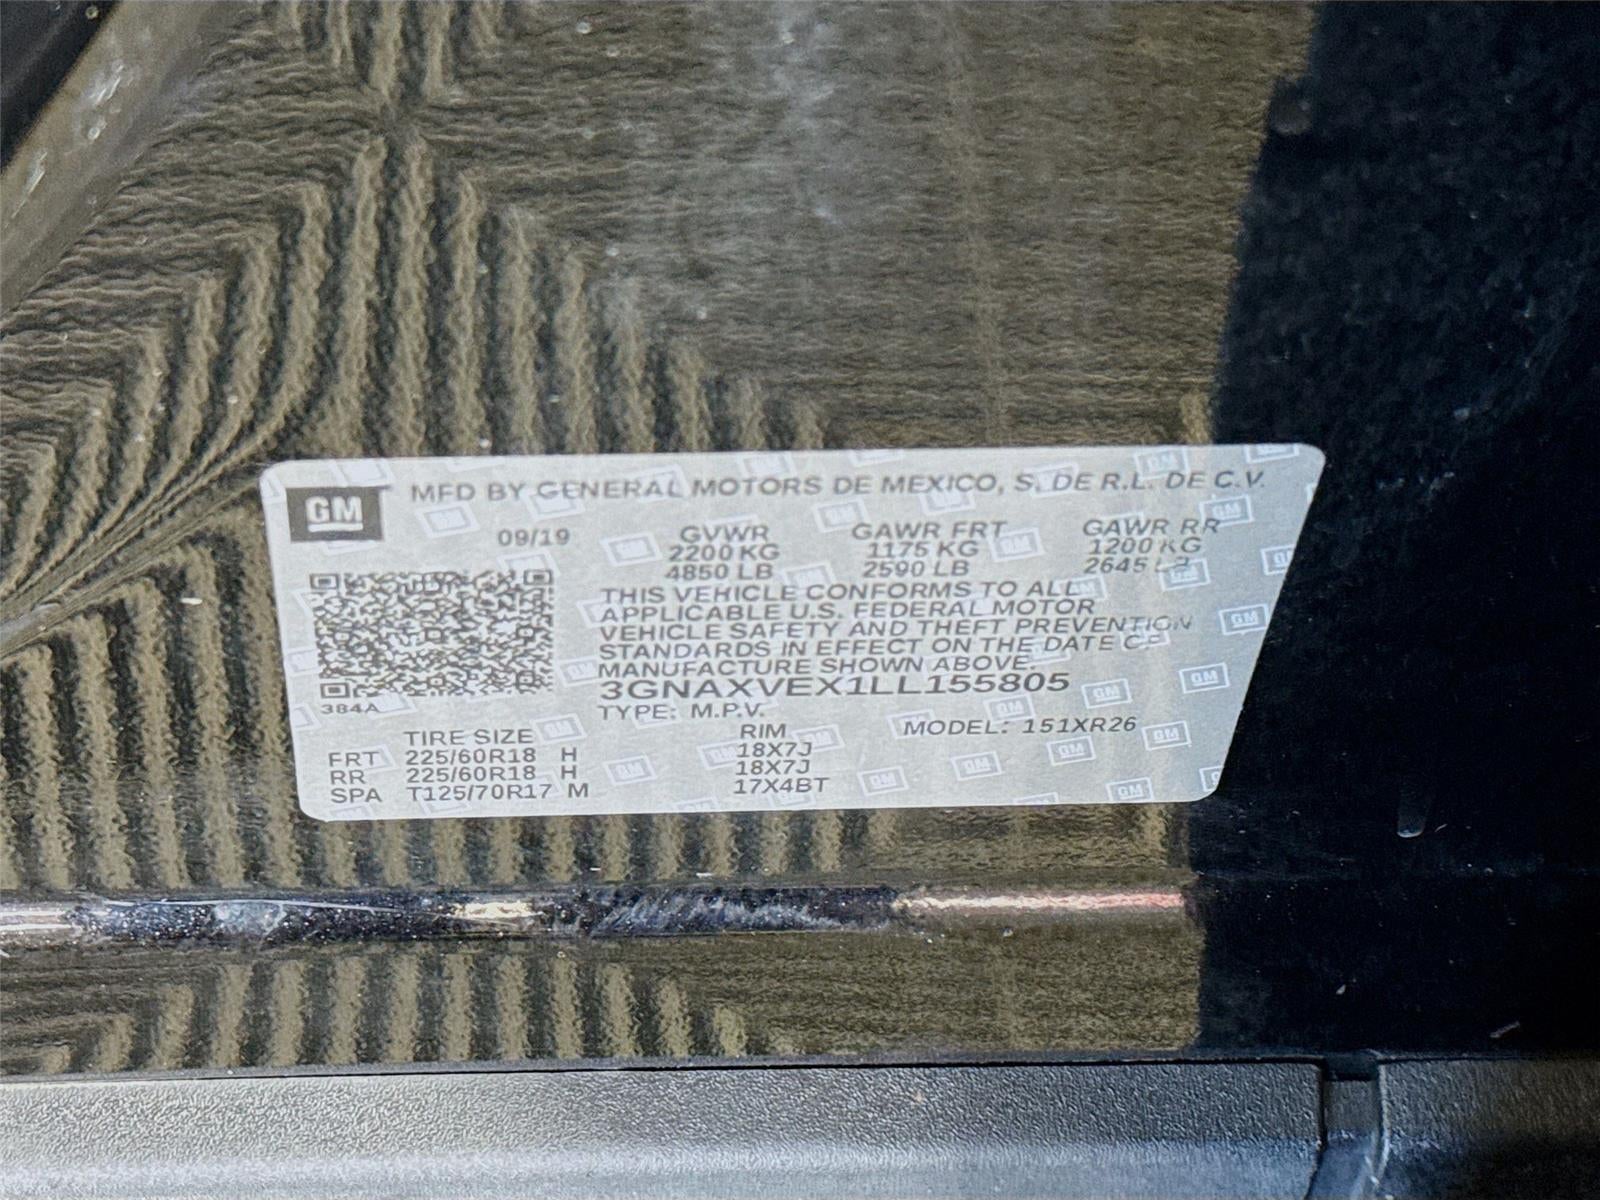 MFD BY GENERAL MOTORS DE MEXICO, S. DE R.L. DE C.V.
GM
09/19 GVWR GAWR FRT GAWR RR
2200 KG 1175 KG 1200 KG
4850 LB 2590 LB 2645 LB
THIS VEHICLE CONFORMS TO ALL
APPLICABLE U.S. FEDERAL MOTOR
VEHICLE SAFETY AND THEFT PREVENTION
STANDARDS IN EFFECT ON THE DATE OF
MANUFACTURE SHOWN ABOVE.
3GNAXVEX1LL155805
384A
TYPE: M.P.V. MODEL: 151XR26
TIRE SIZE RIM
FRT 225/60R18 H 18X7J
RR 225/60R18 H 18X7J
SPA T125/70R17 M 17X4BT